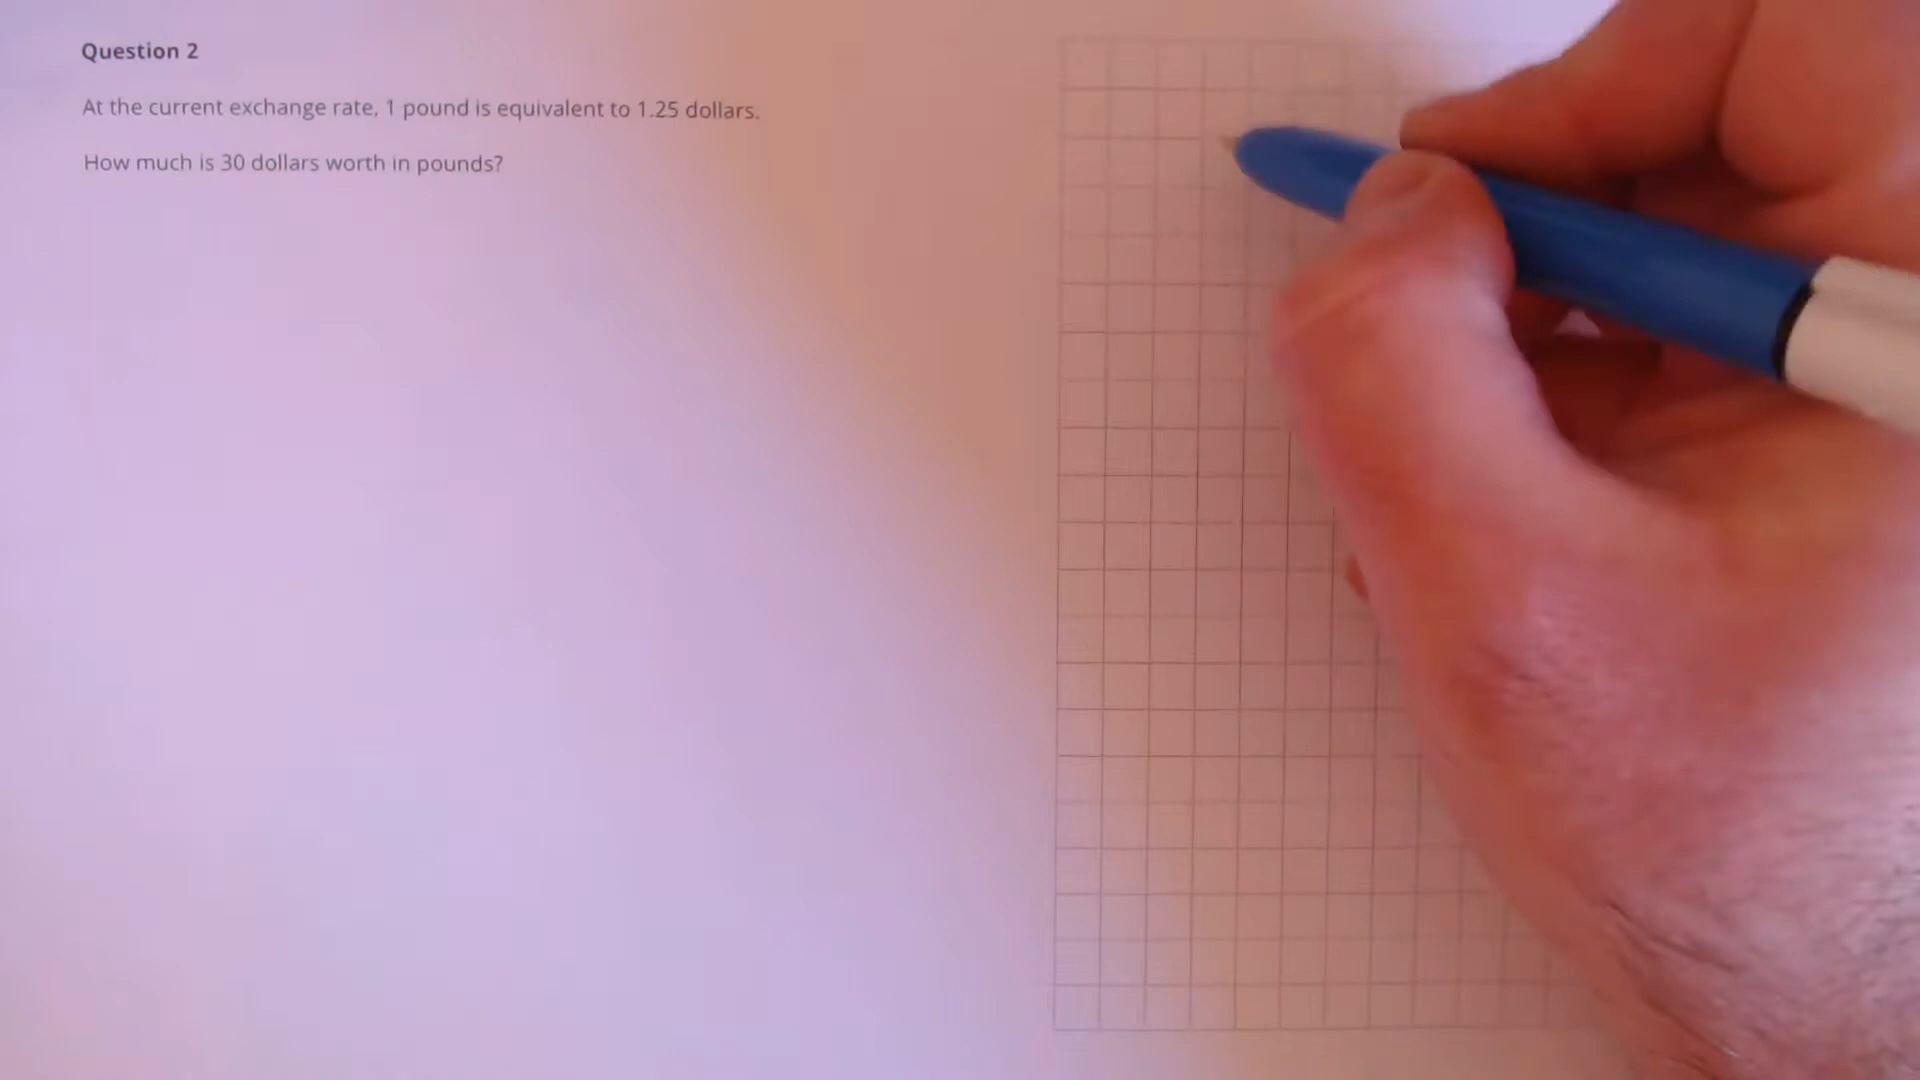 Question 2
At the current exchange rate, 1 pound is equivalent to 1.25 dollars.
How much is 30 dollars worth in pounds?